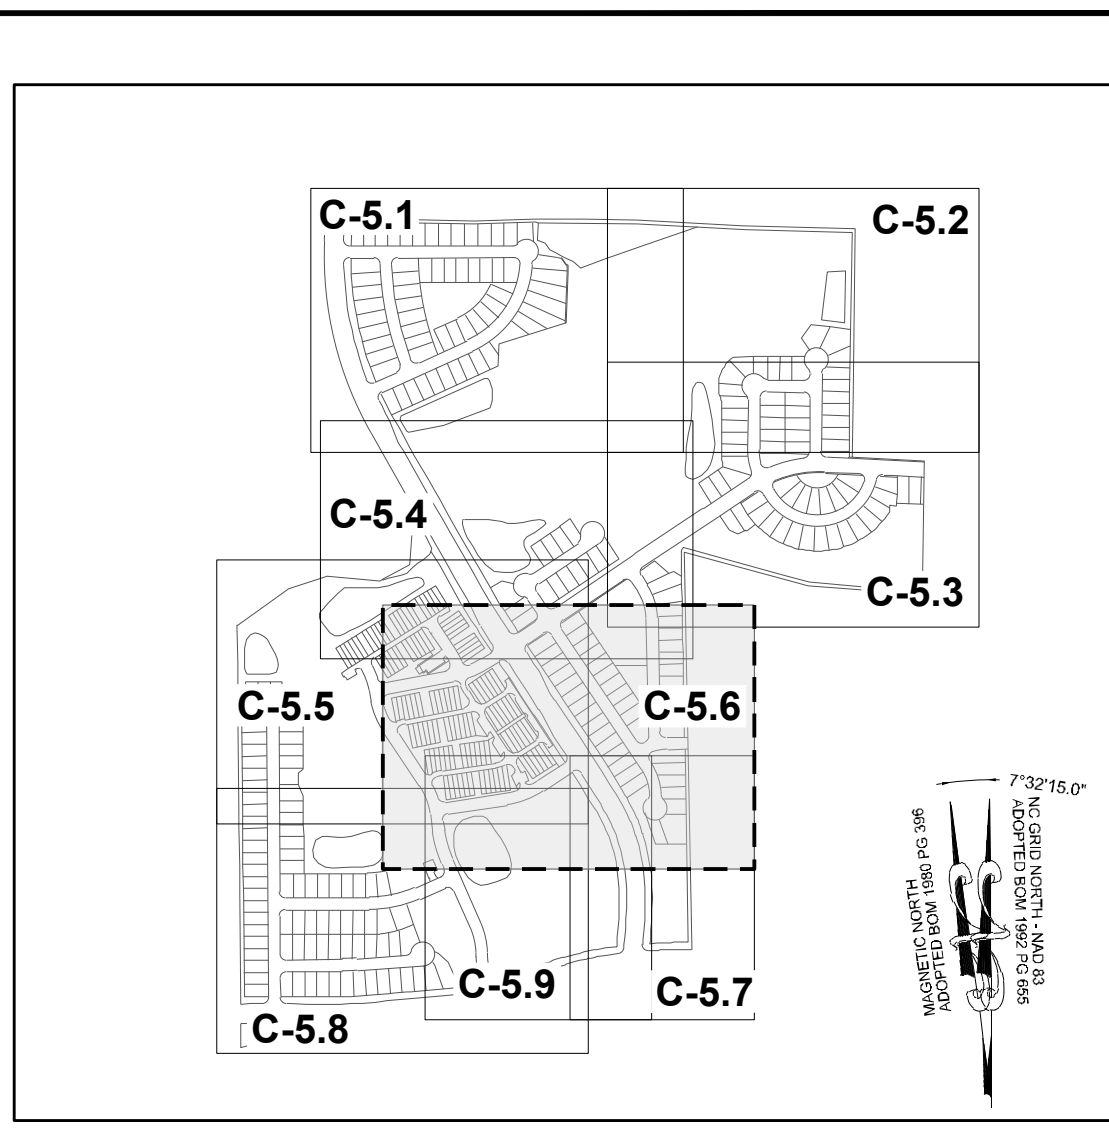 C-5.1
C-5.2
C-5.4
C-5.3
C-5.5
C-5.6
7°32'15.0"
MAGNETIC NORTH
ADOPTED BOM 1980 PG 396
NC GRID NORTH - NAD 83
ADOPTED BOM 1992 PG 655
C-5.9
C-5.7
C-5.8